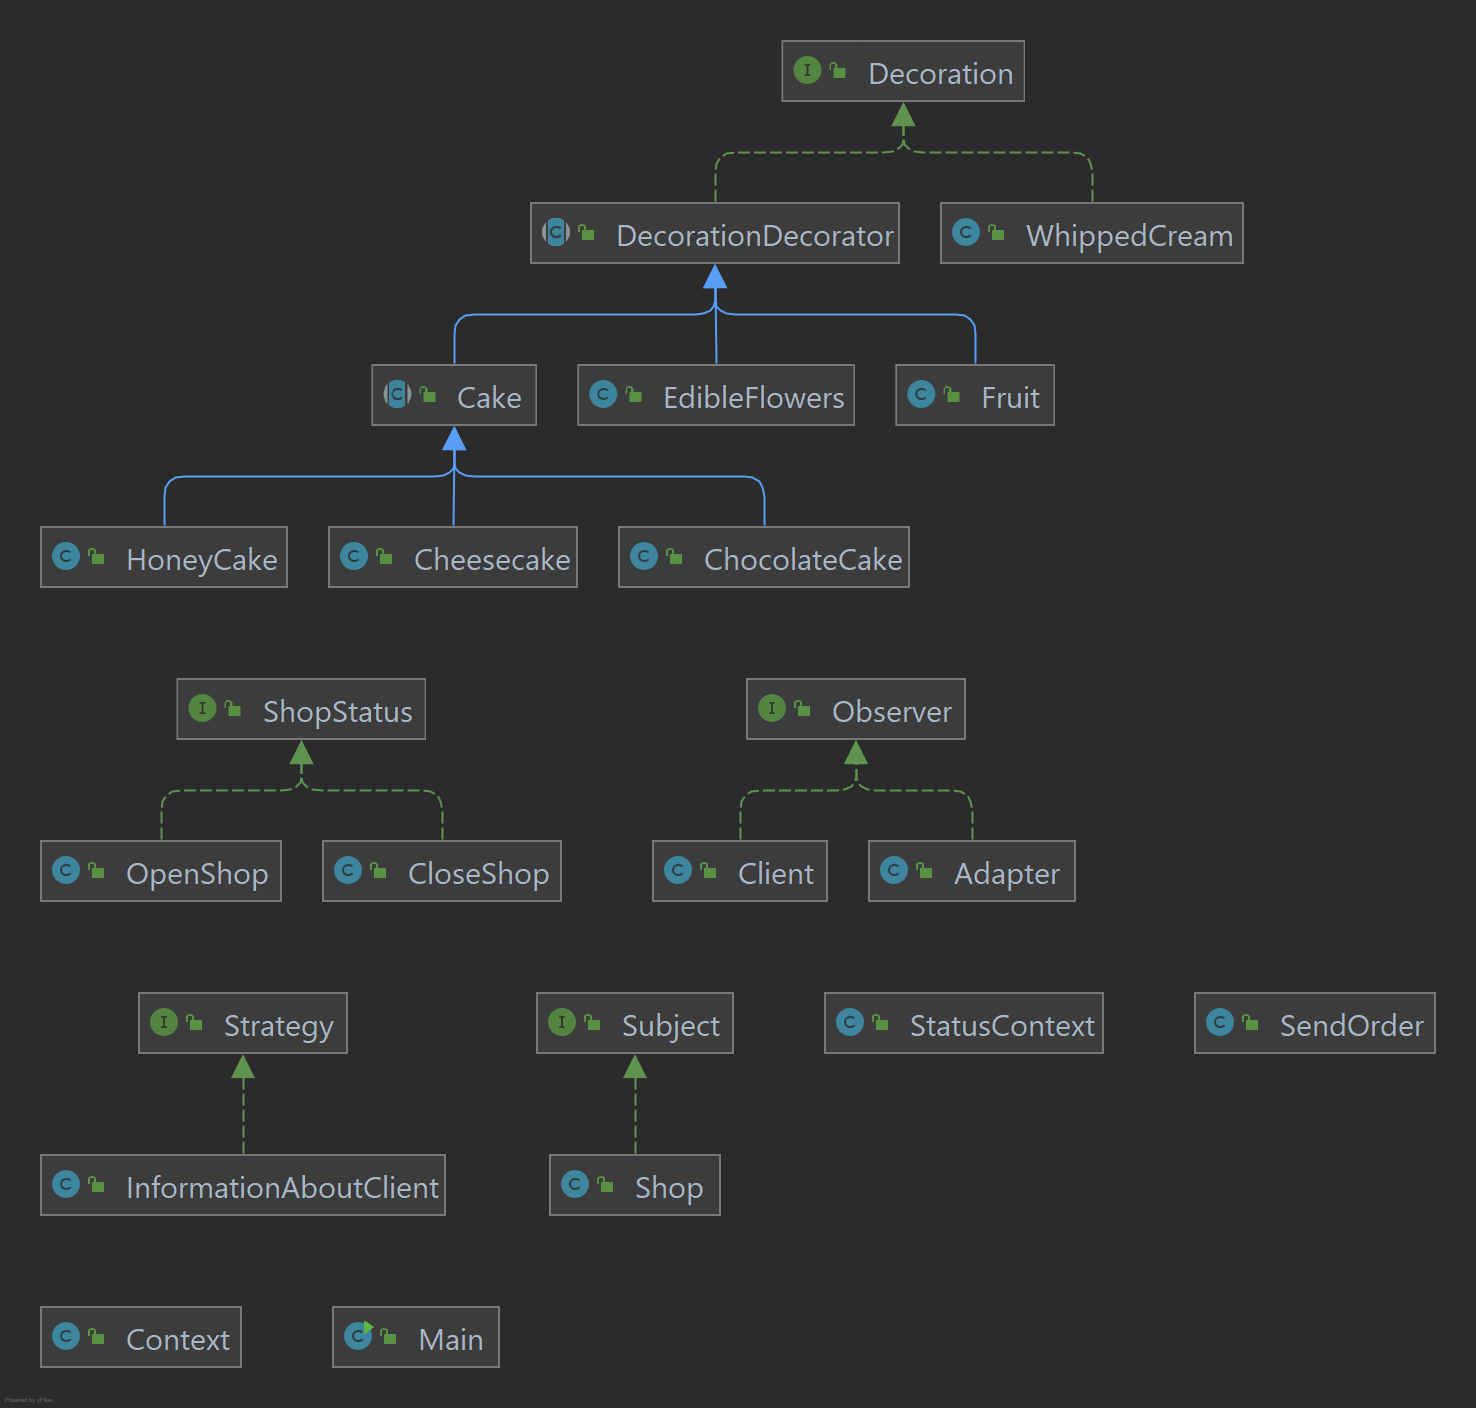 Decoration
DecorationDecorator
WhippedCream
Cake
EdibleFlowers
Fruit
HoneyCake
Cheesecake
ChocolateCake
ShopStatus
Observer
OpenShop
CloseShop
Client
Adapter
Strategy
Subject
StatusContext
SendOrder
InformationAboutClient
Shop
Context
Main
Powered by yFiles